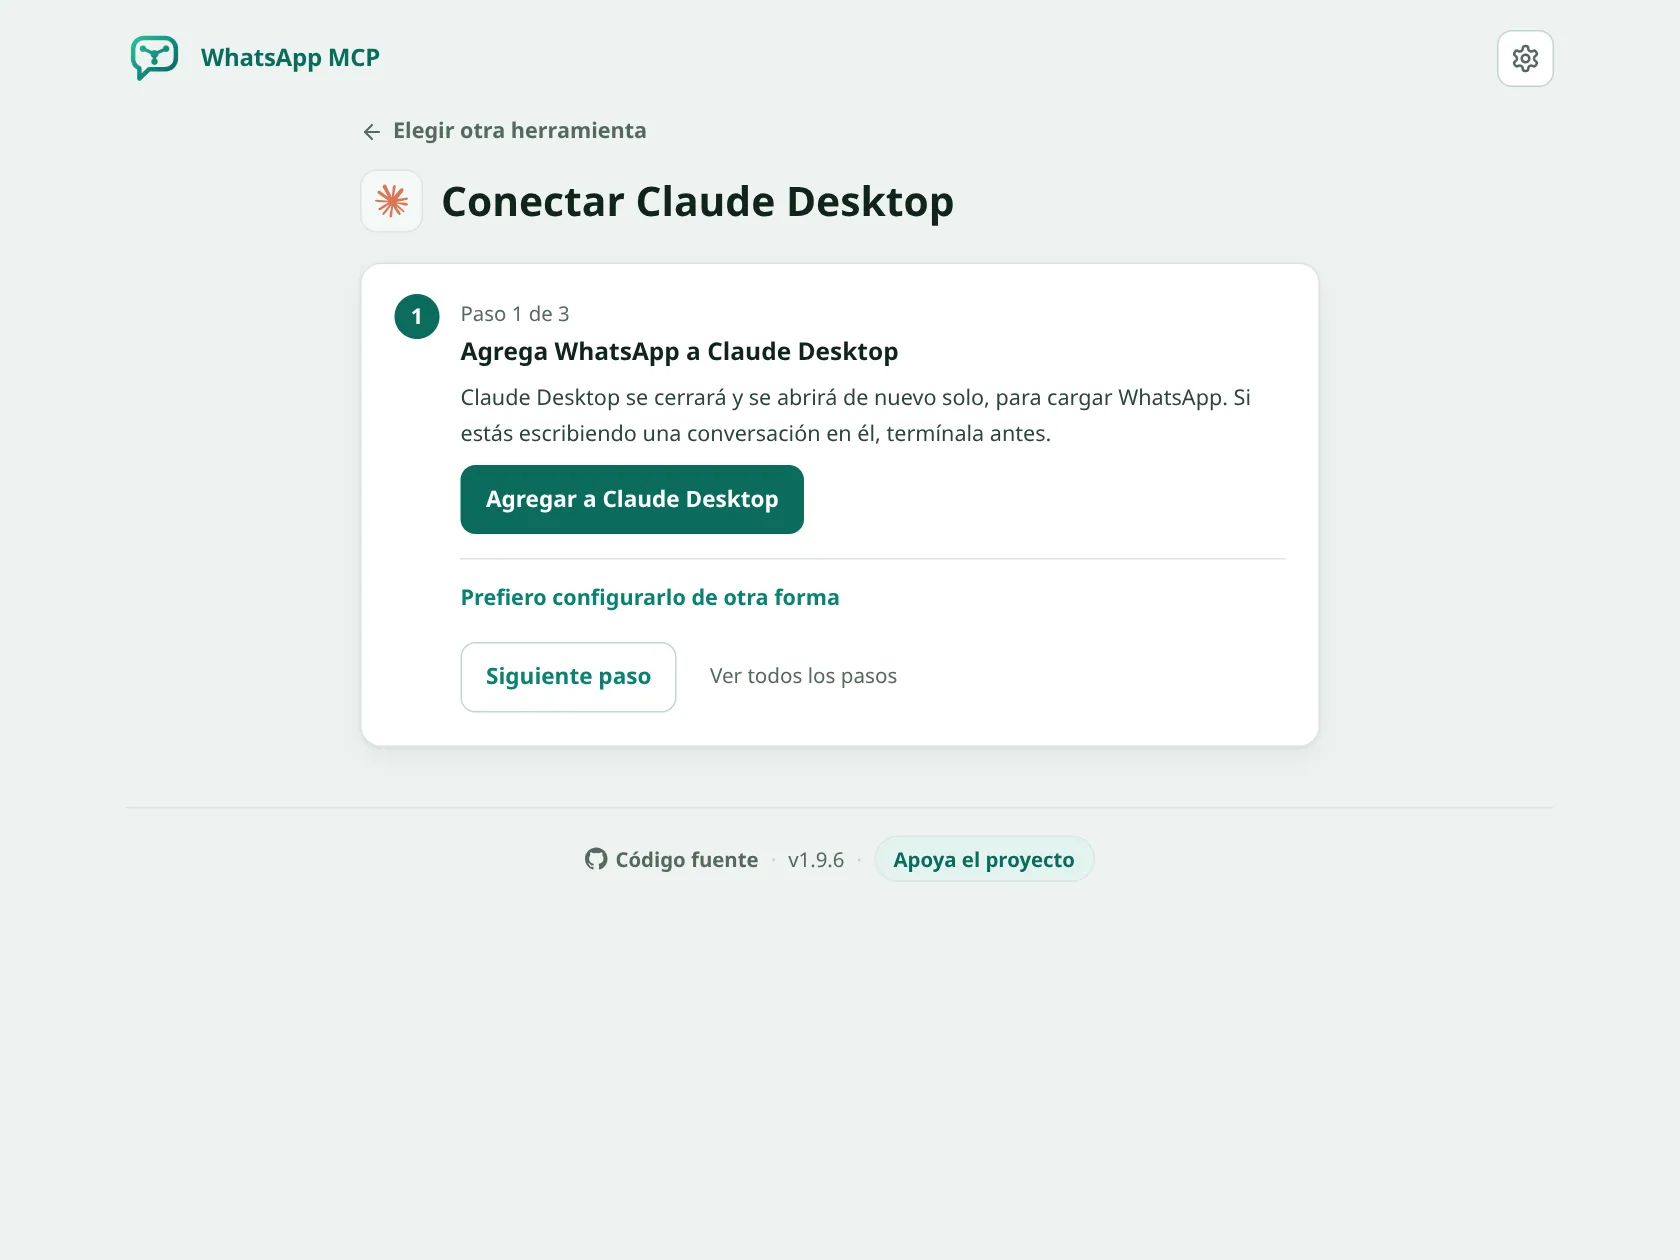 WhatsApp MCP
Elegir otra herramienta
Conectar Claude Desktop
1
Paso 1 de 3
Agrega WhatsApp a Claude Desktop
Claude Desktop se cerrará y se abrirá de nuevo solo, para cargar WhatsApp. Si
estás escribiendo una conversación en él, termínala antes.
Agregar a Claude Desktop
Prefiero configurarlo de otra forma
Siguiente paso
Ver todos los pasos
Código fuente · v1.9.6 · Apoya el proyecto